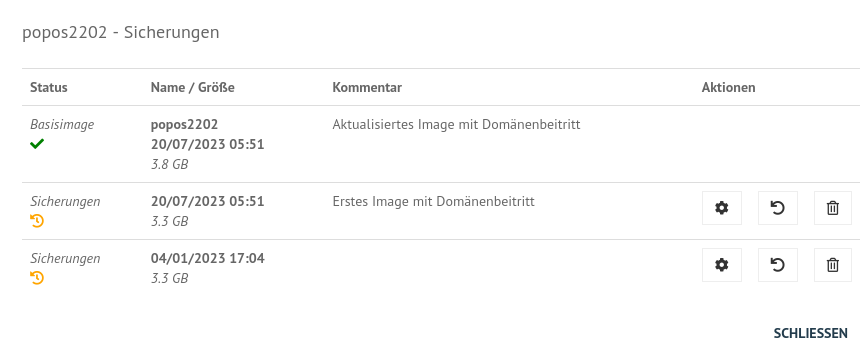 popos2202 - Sicherungen
Status Name / Größe Kommentar Aktionen
Basisimage popos2202 Aktualisiertes Image mit Domänenbeitritt
20/07/2023 05:51
3.8 GB
Sicherungen 20/07/2023 05:51 Erstes Image mit Domänenbeitritt
3.3 GB
Sicherungen 04/01/2023 17:04
3.3 GB
SCHLIESSEN